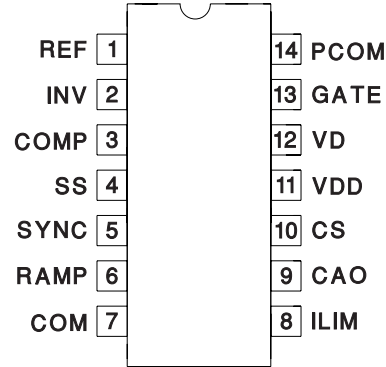 REF 1 14 PCOM
INV 2 13 GATE
COMP 3 12 VD
SS 4 11 VDD
SYNC 5 10 CS
RAMP 6 9 CAO
COM 7 8 ILIM